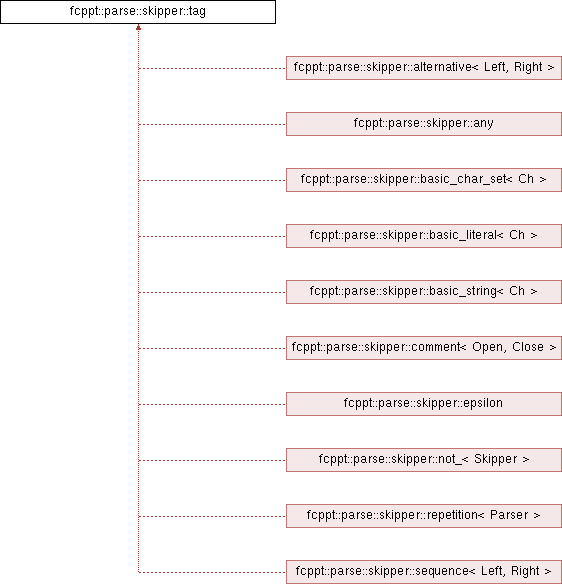 fcppt::parse::skipper::tag
fcppt::parse::skipper::alternative< Left, Right >
fcppt::parse::skipper::any
fcppt::parse::skipper::basic_char_set< Ch >
fcppt::parse::skipper::basic_literal< Ch >
fcppt::parse::skipper::basic_string< Ch >
fcppt::parse::skipper::comment< Open, Close >
fcppt::parse::skipper::epsilon
fcppt::parse::skipper::not_< Skipper >
fcppt::parse::skipper::repetition< Parser >
fcppt::parse::skipper::sequence< Left, Right >